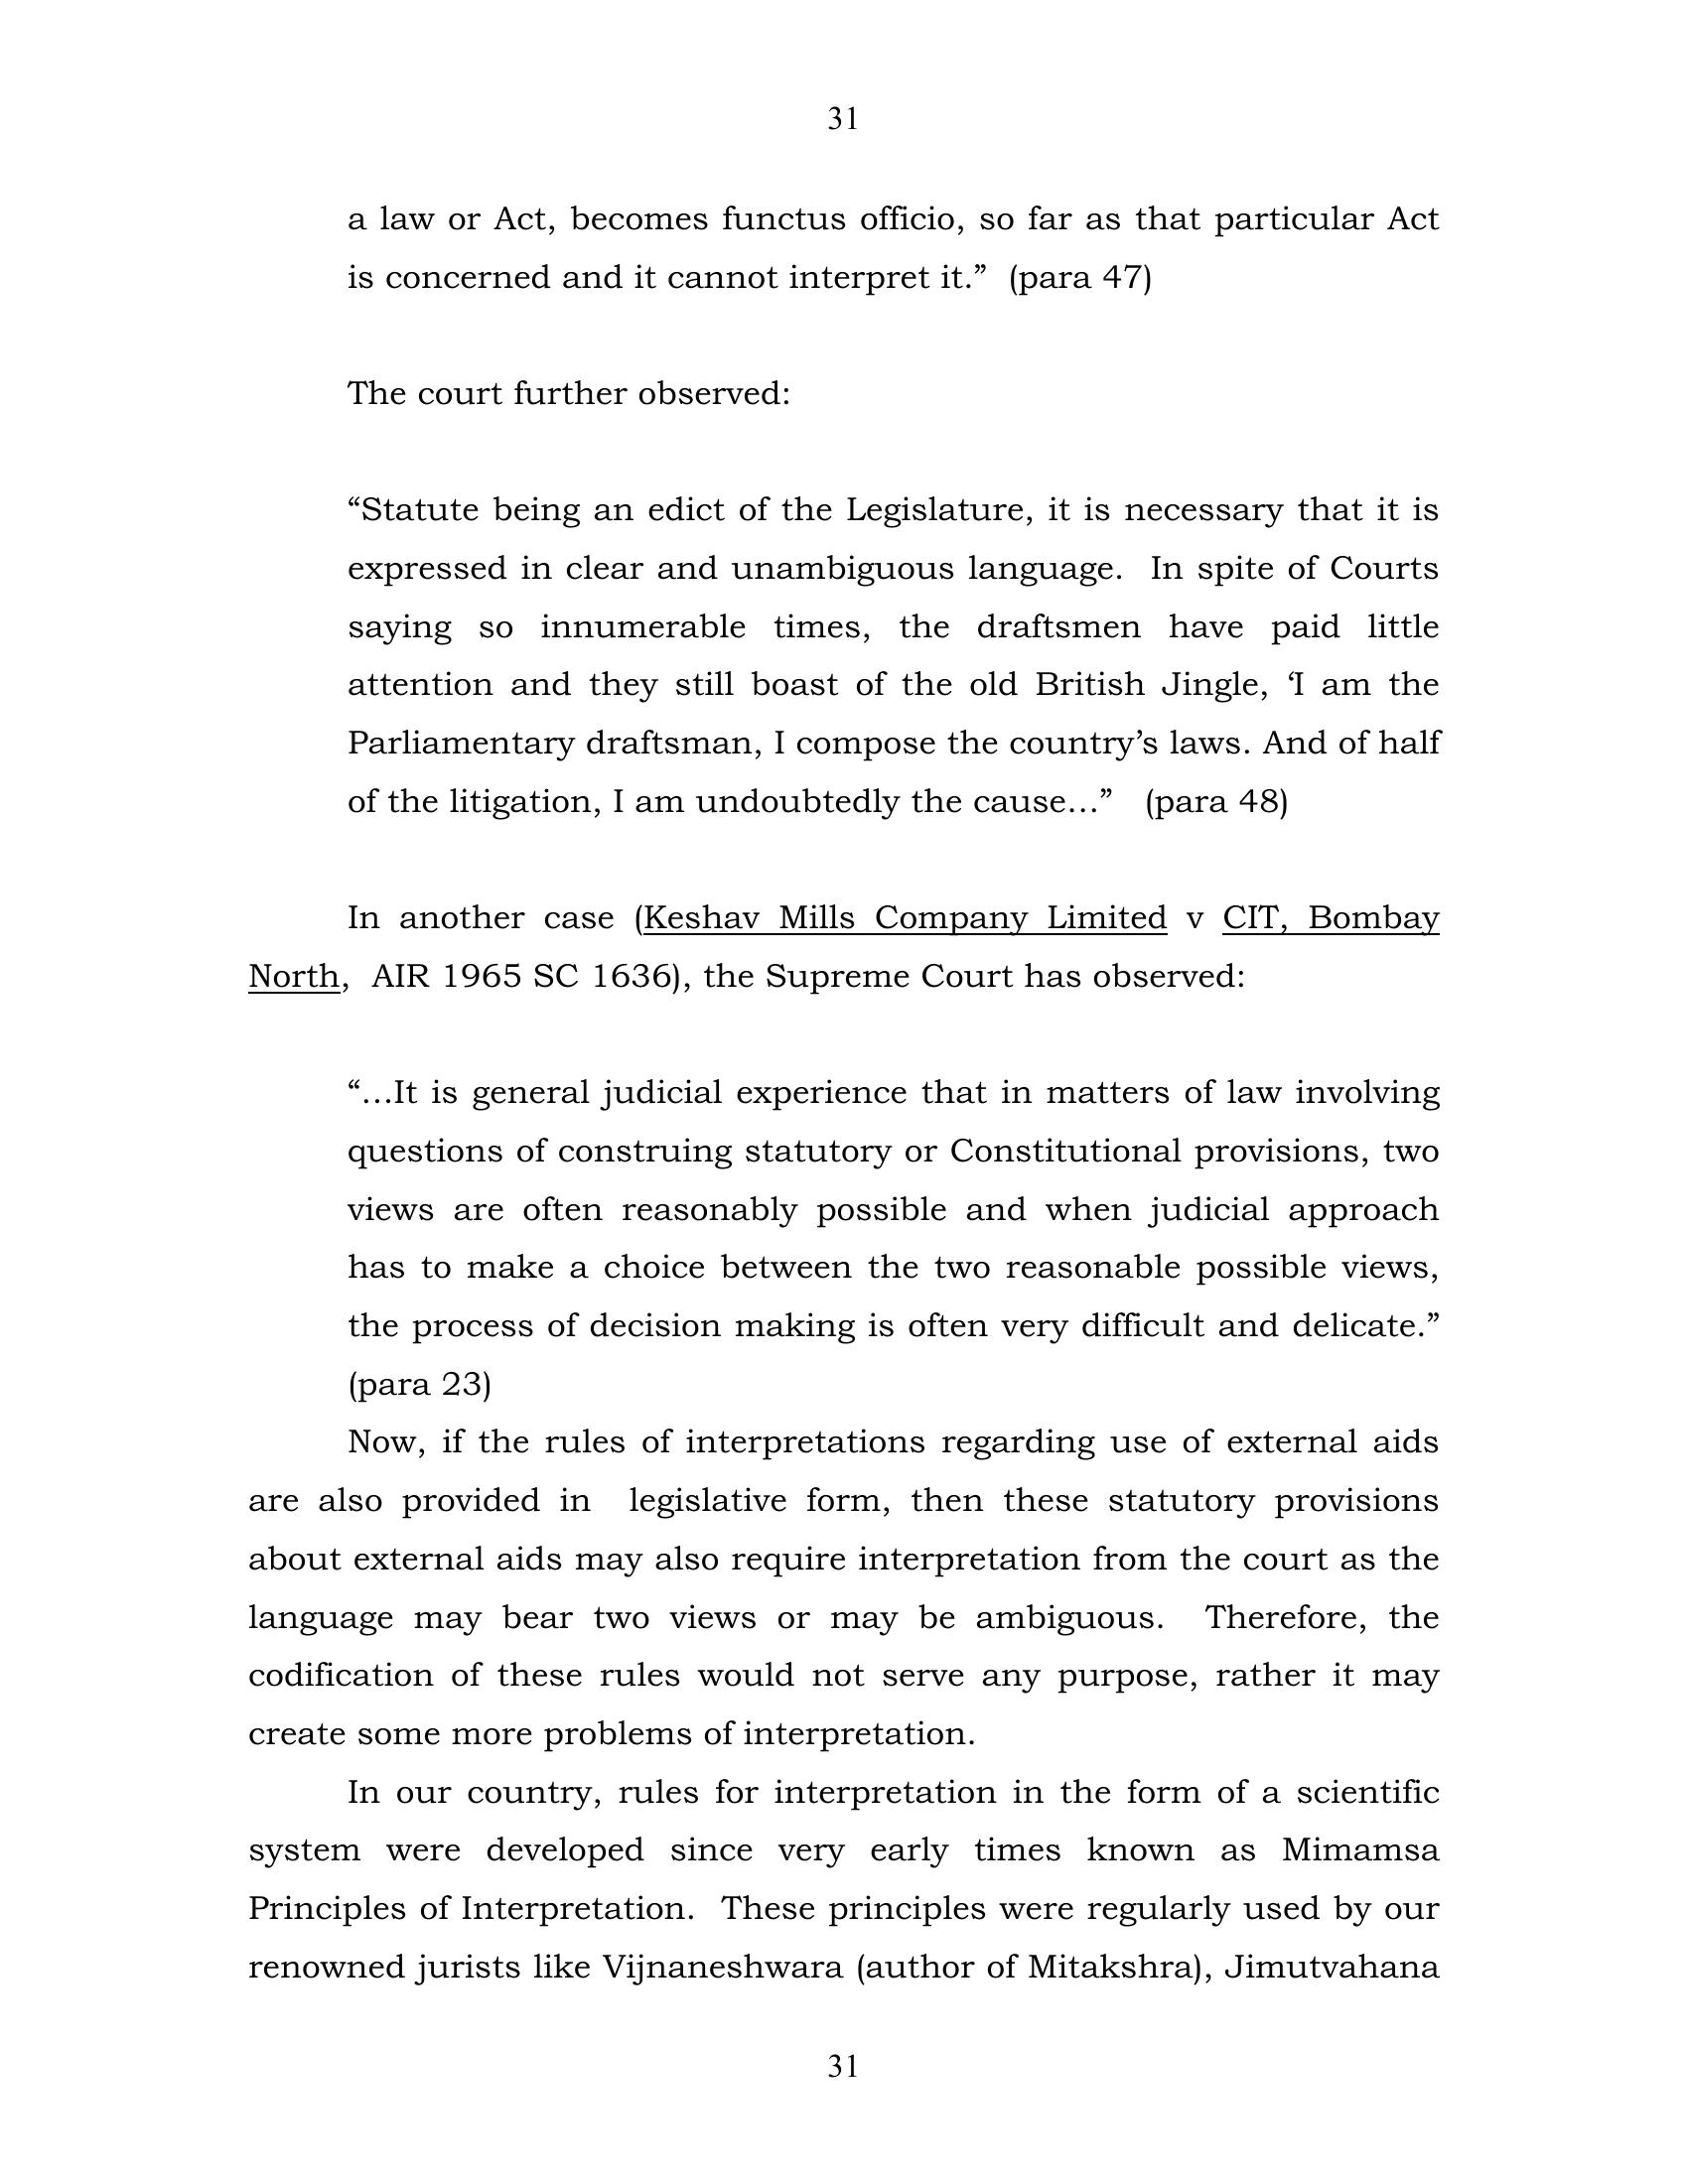 31
a law or Act, becomes functus officio, so far as that particular Act
is concerned and it cannot interpret it.”  (para 47)
The court further observed:
“Statute being an edict of the Legislature, it is necessary that it is
expressed in clear and unambiguous language.  In spite of Courts
saying so innumerable times, the draftsmen have paid little
attention and they still boast of the old British Jingle, ‘I am the
Parliamentary draftsman, I compose the country’s laws. And of half
of the litigation, I am undoubtedly the cause…”   (para 48)
In another case (Keshav Mills Company Limited v CIT, Bombay
North,  AIR 1965 SC 1636), the Supreme Court has observed:
“…It is general judicial experience that in matters of law involving
questions of construing statutory or Constitutional provisions, two
views are often reasonably possible and when judicial approach
has to make a choice between the two reasonable possible views,
the process of decision making is often very difficult and delicate.”
(para 23)
Now, if the rules of interpretations regarding use of external aids
are also provided in  legislative form, then these statutory provisions
about external aids may also require interpretation from the court as the
language may bear two views or may be ambiguous.  Therefore, the
codification of these rules would not serve any purpose, rather it may
create some more problems of interpretation.
In our country, rules for interpretation in the form of a scientific
system were developed since very early times known as Mimamsa
Principles of Interpretation.  These principles were regularly used by our
renowned jurists like Vijnaneshwara (author of Mitakshra), Jimutvahana
31